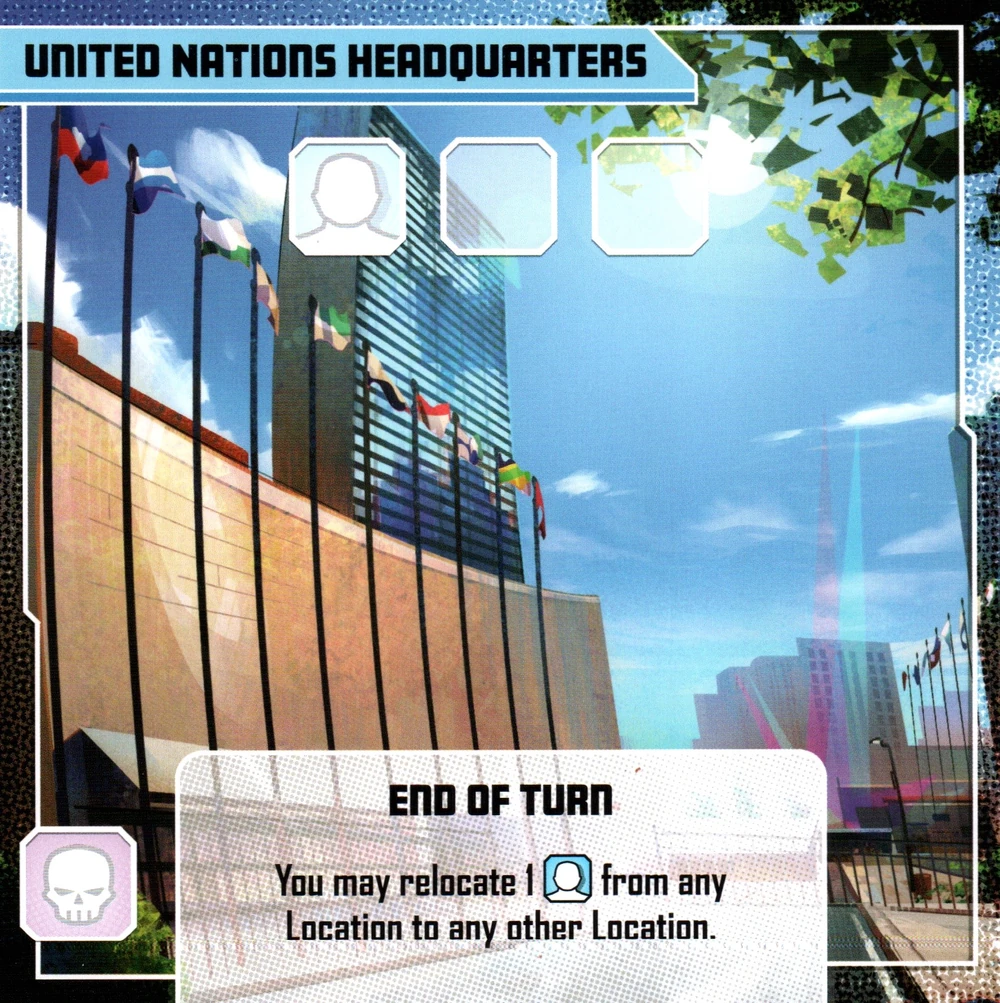 UNITED NATIONS HEADQUARTERS
END OF TURN
You may relocate 1 from any
Location to any other Location.